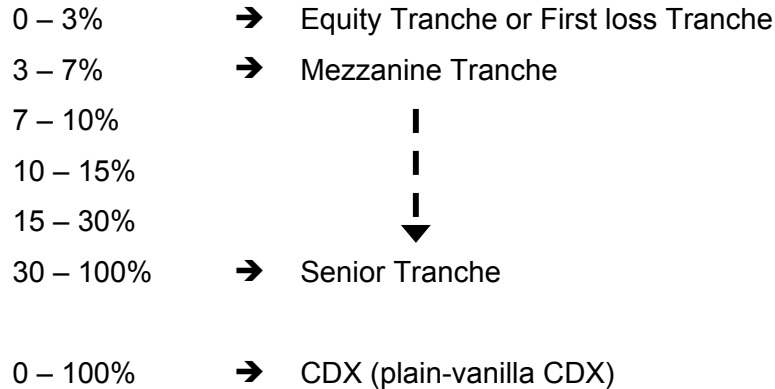 0 – 3% ➔ Equity Tranche or First loss Tranche
3 – 7% ➔ Mezzanine Tranche
7 – 10%
10 – 15%
15 – 30%
30 – 100% ➔ Senior Tranche
0 – 100% ➔ CDX (plain-vanilla CDX)